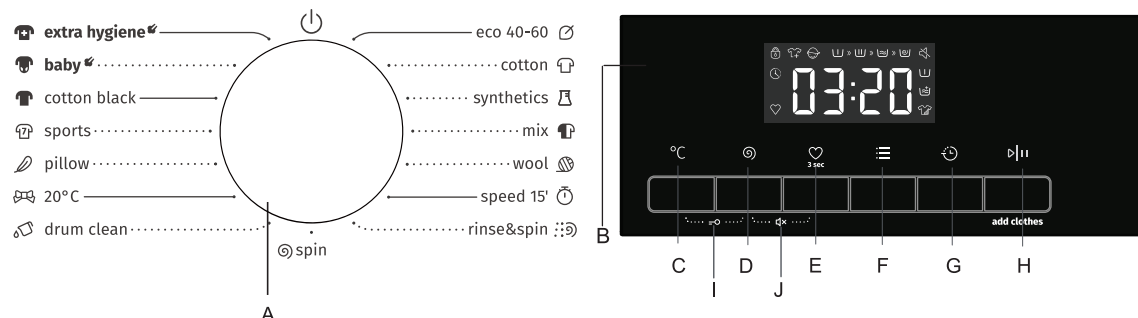 extra hygiene
baby
cotton black
sports
7
pillow
20°C
drum clean
spin
eco 40-60
cotton
synthetics
mix
wool
speed 15'
rinse&spin
A
03:20
°C
3 sec
add clothes
B
C
D
E
F
G
H
I
J